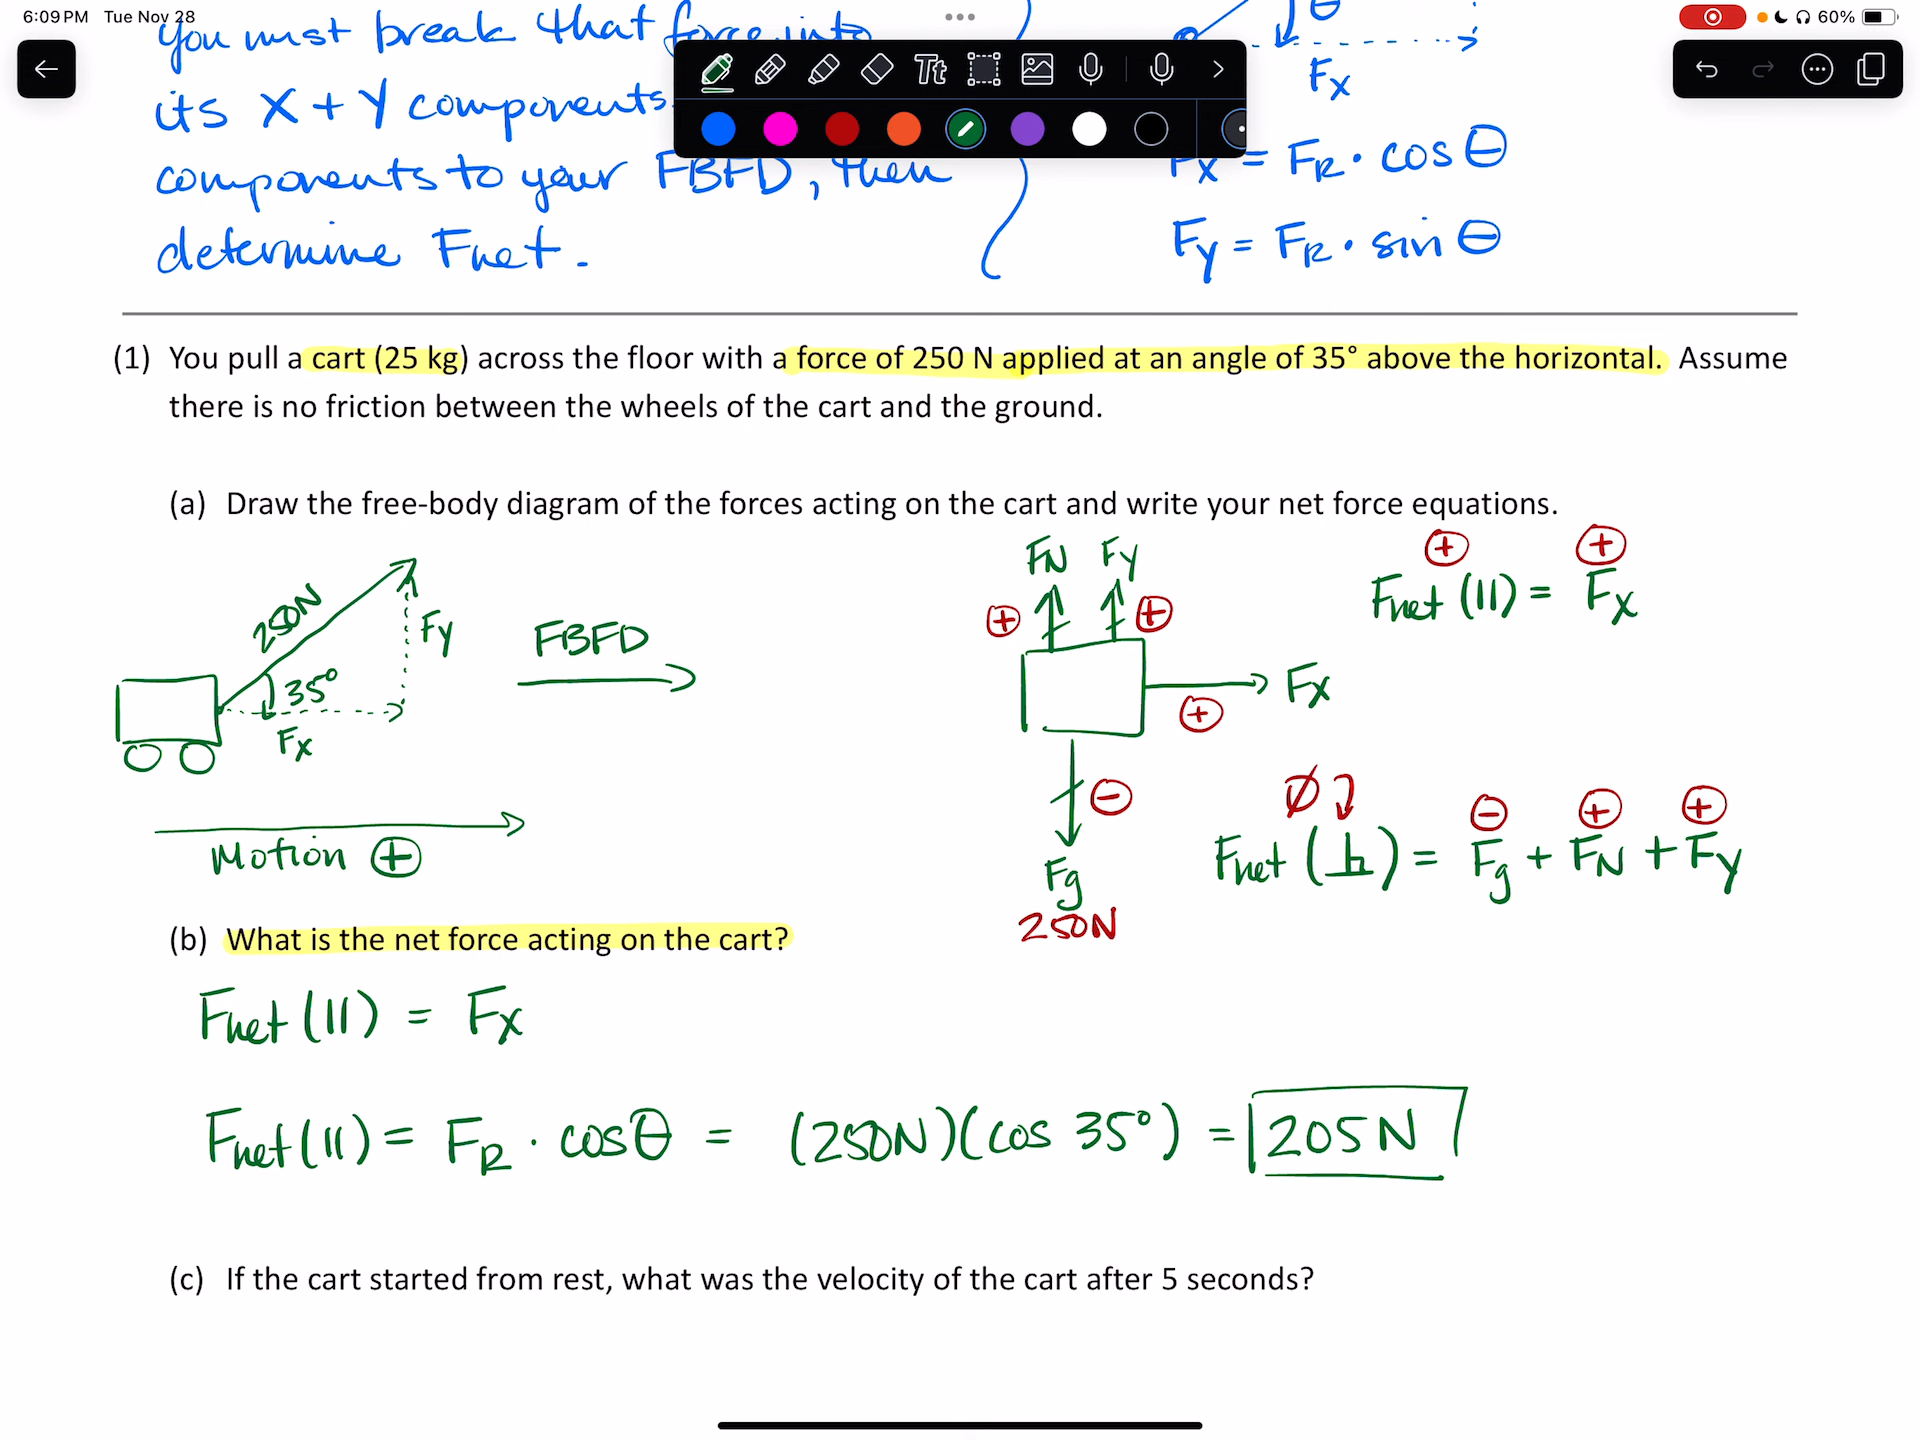 6:09 PM Tue Nov 28
60%
you must break that force into
its X + Y components.
components to your FBFD, then
determine Fnet.
θ
Fx
Fx = FR · cos θ
Fy = FR · sin θ
Tt
(1) You pull a cart (25 kg) across the floor with a force of 250 N applied at an angle of 35° above the horizontal. Assume
there is no friction between the wheels of the cart and the ground.
(a) Draw the free-body diagram of the forces acting on the cart and write your net force equations.
250N
Fy
35°
Fx
Motion ⊕
FBFD
FN Fy
⊕ ⊕
Fx
⊕
⊖
Fg
250N
⊕ ⊕
Fnet (||) = Fx
Ø ⊖ ⊕ ⊕
Fnet (⊥) = Fg + FN + Fy
(b) What is the net force acting on the cart?
Fnet (||) = Fx
Fnet (||) = FR · cosθ = (250N)(cos 35°) = 205 N
(c) If the cart started from rest, what was the velocity of the cart after 5 seconds?